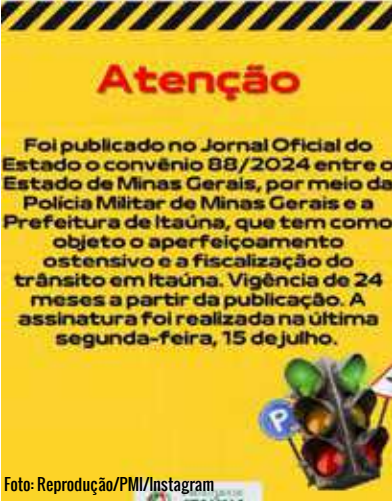 Atenção
Foi publicado no Jornal Oficial do
Estado o convênio 88/2024 entre o
Estado de Minas Gerais, por meio da
Polícia Militar de Minas Gerais e a
Prefeitura de Itaúna, que tem como
objeto o aperfeiçoamento
ostensivo e a fiscalização do
trânsito em Itaúna. Vigência de 24
meses a partir da publicação. A
assinatura foi realizada na última
segunda-feira, 15 de julho.
P
Foto: Reprodução/PMI/Instagram